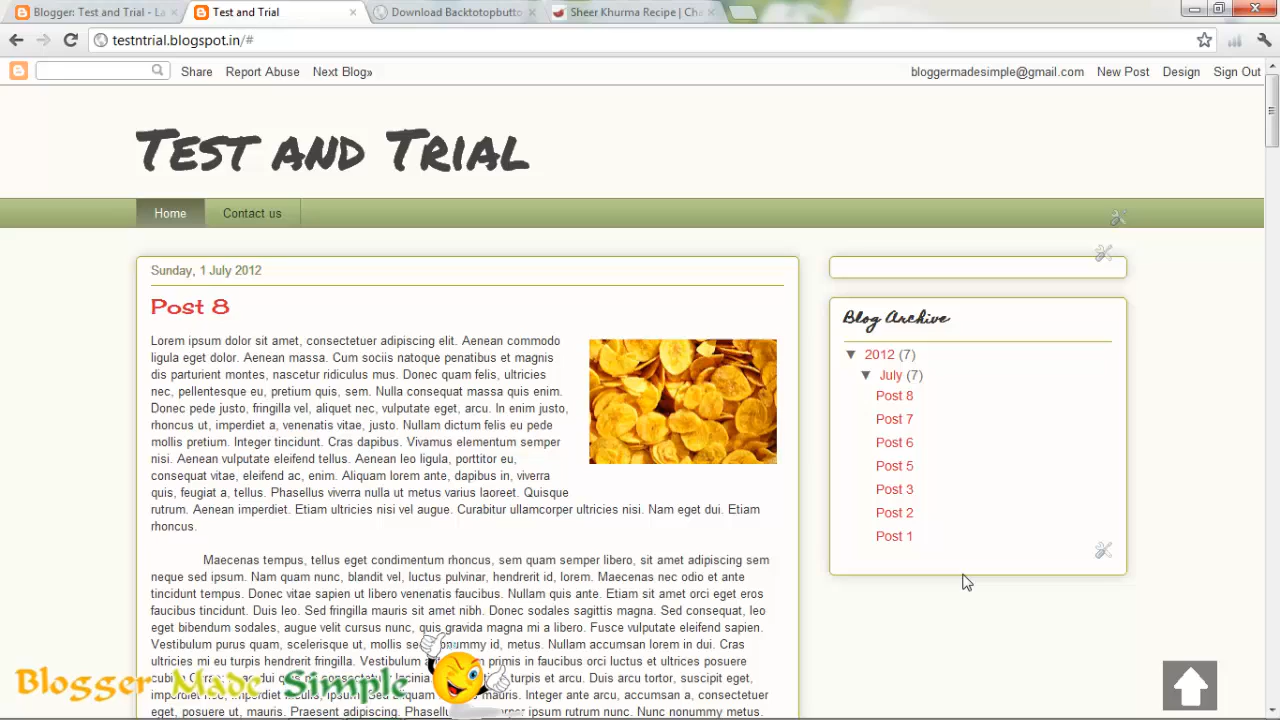 Blogger: Test and Trial - La
Test and Trial
Download Backtotopbutto
Sheer Khurma Recipe | Cha
testntrial.blogspot.in/#
Share Report Abuse Next Blog»
bloggermadesimple@gmail.com New Post Design Sign Out
Test and Trial
Home Contact us
Sunday, 1 July 2012
Post 8
Lorem ipsum dolor sit amet, consectetuer adipiscing elit. Aenean commodo
ligula eget dolor. Aenean massa. Cum sociis natoque penatibus et magnis
dis parturient montes, nascetur ridiculus mus. Donec quam felis, ultricies
nec, pellentesque eu, pretium quis, sem. Nulla consequat massa quis enim.
Donec pede justo, fringilla vel, aliquet nec, vulputate eget, arcu. In enim justo,
rhoncus ut, imperdiet a, venenatis vitae, justo. Nullam dictum felis eu pede
mollis pretium. Integer tincidunt. Cras dapibus. Vivamus elementum semper
nisi. Aenean vulputate eleifend tellus. Aenean leo ligula, porttitor eu,
consequat vitae, eleifend ac, enim. Aliquam lorem ante, dapibus in, viverra
quis, feugiat a, tellus. Phasellus viverra nulla ut metus varius laoreet. Quisque
rutrum. Aenean imperdiet. Etiam ultricies nisi vel augue. Curabitur ullamcorper ultricies nisi. Nam eget dui. Etiam
rhoncus.
Maecenas tempus, tellus eget condimentum rhoncus, sem quam semper libero, sit amet adipiscing sem
neque sed ipsum. Nam quam nunc, blandit vel, luctus pulvinar, hendrerit id, lorem. Maecenas nec odio et ante
tincidunt tempus. Donec vitae sapien ut libero venenatis faucibus. Nullam quis ante. Etiam sit amet orci eget eros
faucibus tincidunt. Duis leo. Sed fringilla mauris sit amet nibh. Donec sodales sagittis magna. Sed consequat, leo
eget bibendum sodales, augue velit cursus nunc, quis gravida magna mi a libero. Fusce vulputate eleifend sapien.
Vestibulum purus quam, scelerisque ut, mollis sed, nonummy id, metus. Nullam accumsan lorem in dui. Cras
ultricies mi eu turpis hendrerit fringilla. Vestibulum ante ipsum primis in faucibus orci luctus et ultrices posuere
et arcu. Duis arcu tortor, suscipit eget,
imperdiet nec, imperdiet iaculis, ipsum. Sed aliquam ultrices mauris. Integer ante arcu, accumsan a, consectetuer
eget, posuere ut, mauris. Praesent adipiscing. Phasellus ullamcorper ipsum rutrum nunc. Nunc nonummy metus.
Blogger Made Simple
Blog Archive
▼ 2012 (7)
▼ July (7)
Post 8
Post 7
Post 6
Post 5
Post 3
Post 2
Post 1